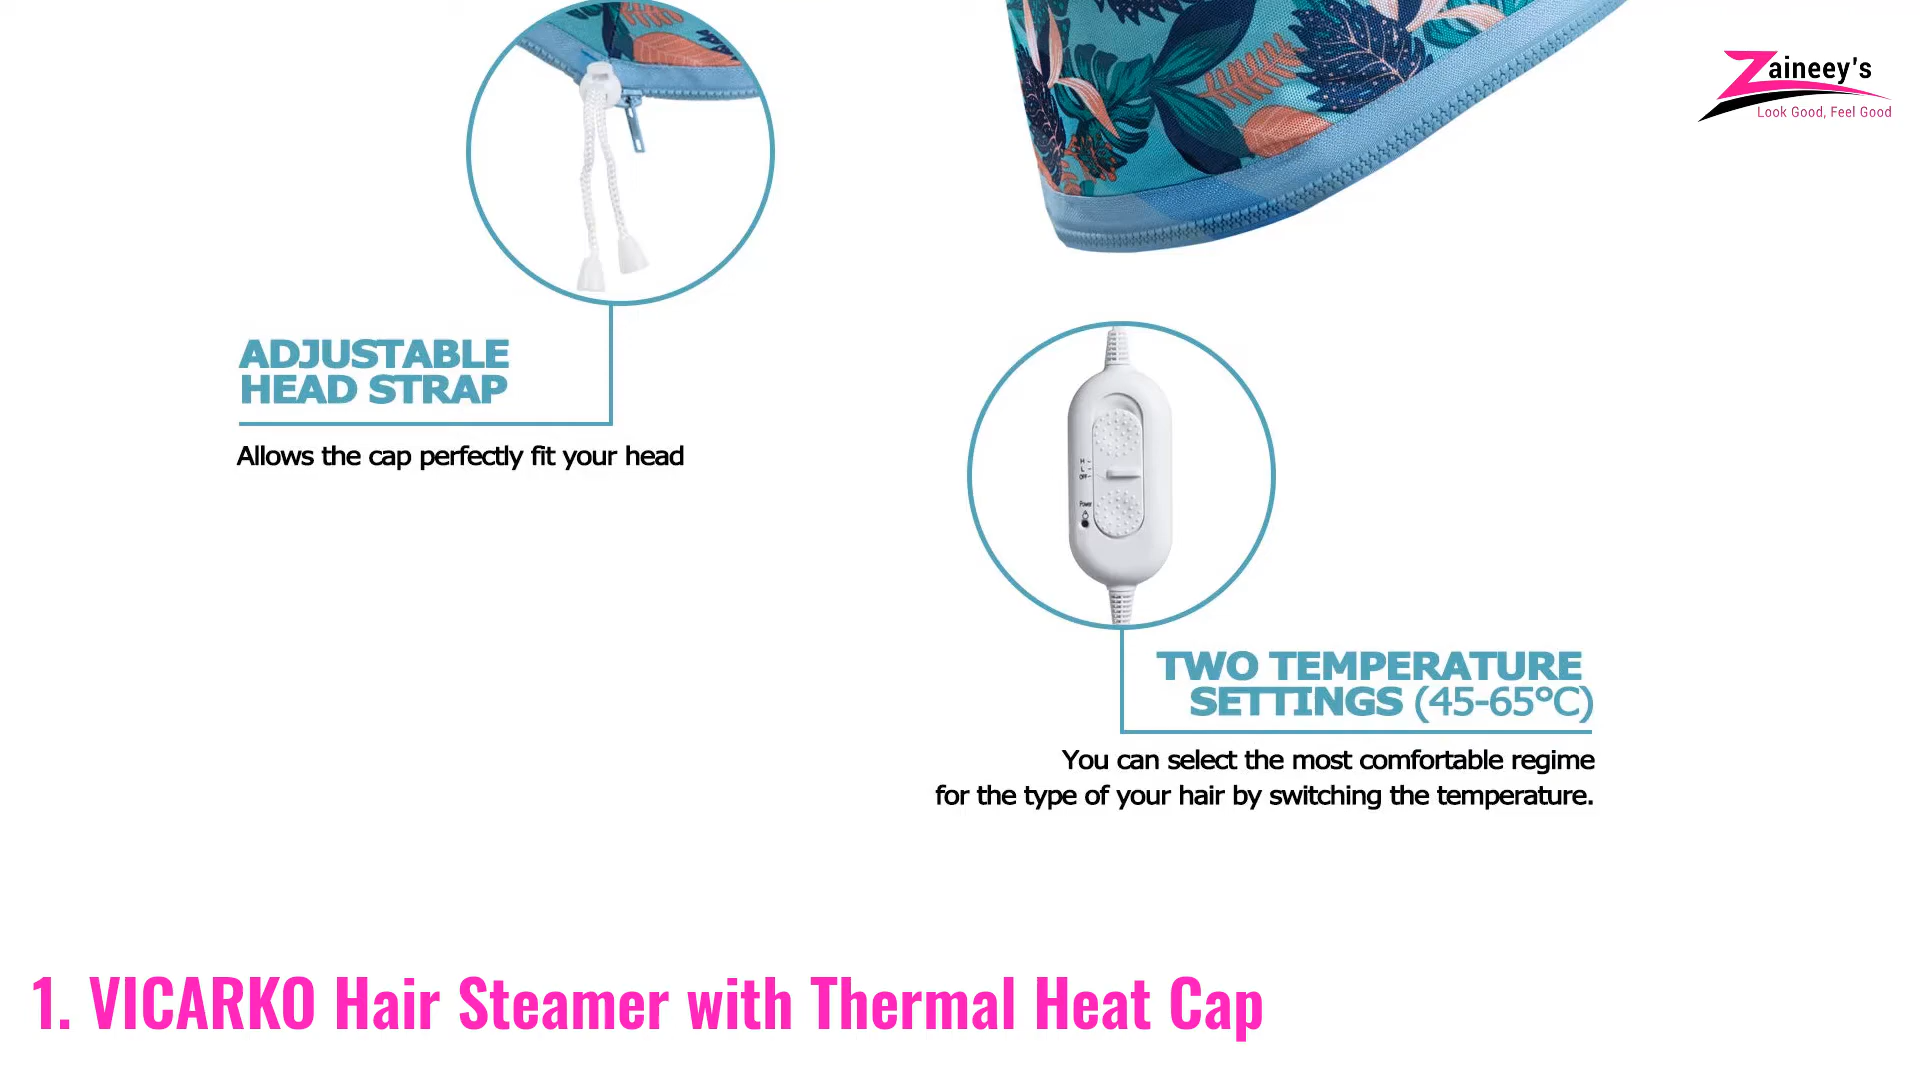 Zaineey's
Look Good, Feel Good
ADJUSTABLE
HEAD STRAP
Allows the cap perfectly fit your head
H
L
OFF
Power
TWO TEMPERATURE
SETTINGS (45-65°C)
You can select the most comfortable regime
for the type of your hair by switching the temperature.
1. VICARKO Hair Steamer with Thermal Heat Cap